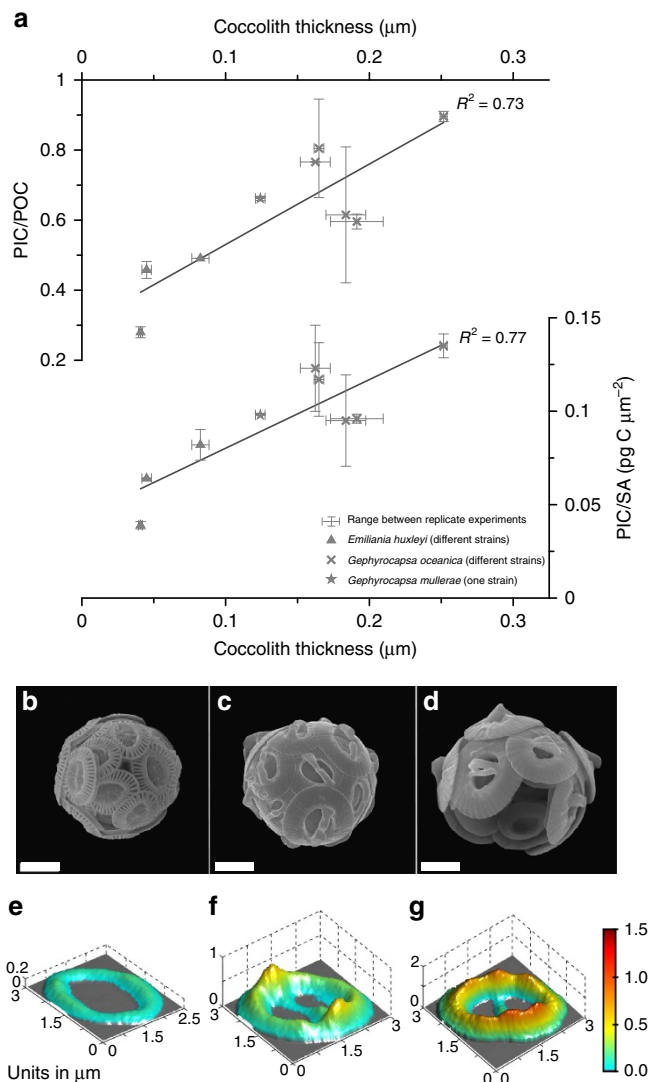 a
Coccolith thickness (μm)
0 0.1 0.2 0.3
1
0.8
0.6
0.4
0.2
PIC/POC
R² = 0.73
0.15
0.1
0.05
0
PIC/SA (pg C μm⁻²)
R² = 0.77
Range between replicate experiments
Emiliania huxleyi (different strains)
Gephyrocapsa oceanica (different strains)
Gephyrocapsa mullerae (one strain)
0 0.1 0.2 0.3
Coccolith thickness (μm)
b c d
e f g
0.2
0
3
1.5
0 0
1.5
2.5
1
0
3
1.5
0 0
1.5
3
2
0
3
1.5
0 0
1.5
3
1.5
1.0
0.5
0.0
Units in μm